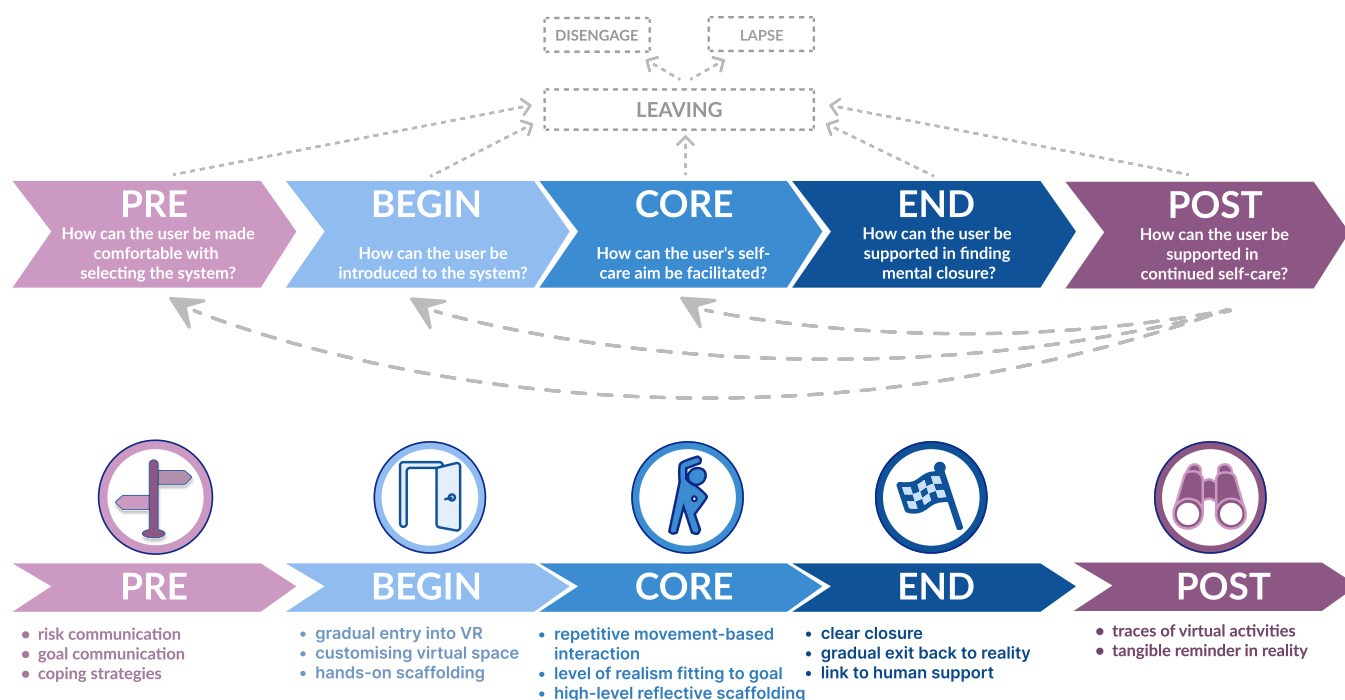 DISENGAGE
LAPSE
LEAVING
PRE
How can the user be made
comfortable with
selecting the system?
BEGIN
How can the user be
introduced to the system?
CORE
How can the user's self-
care aim be facilitated?
END
How can the user be
supported in finding
mental closure?
POST
How can the user be
supported in
continued self-care?
PRE
BEGIN
CORE
END
POST
• risk communication
• goal communication
• coping strategies
• gradual entry into VR
• customising virtual space
• hands-on scaffolding
• repetitive movement-based
interaction
• level of realism fitting to goal
• high-level reflective scaffolding
• clear closure
• gradual exit back to reality
• link to human support
• traces of virtual activities
• tangible reminder in reality